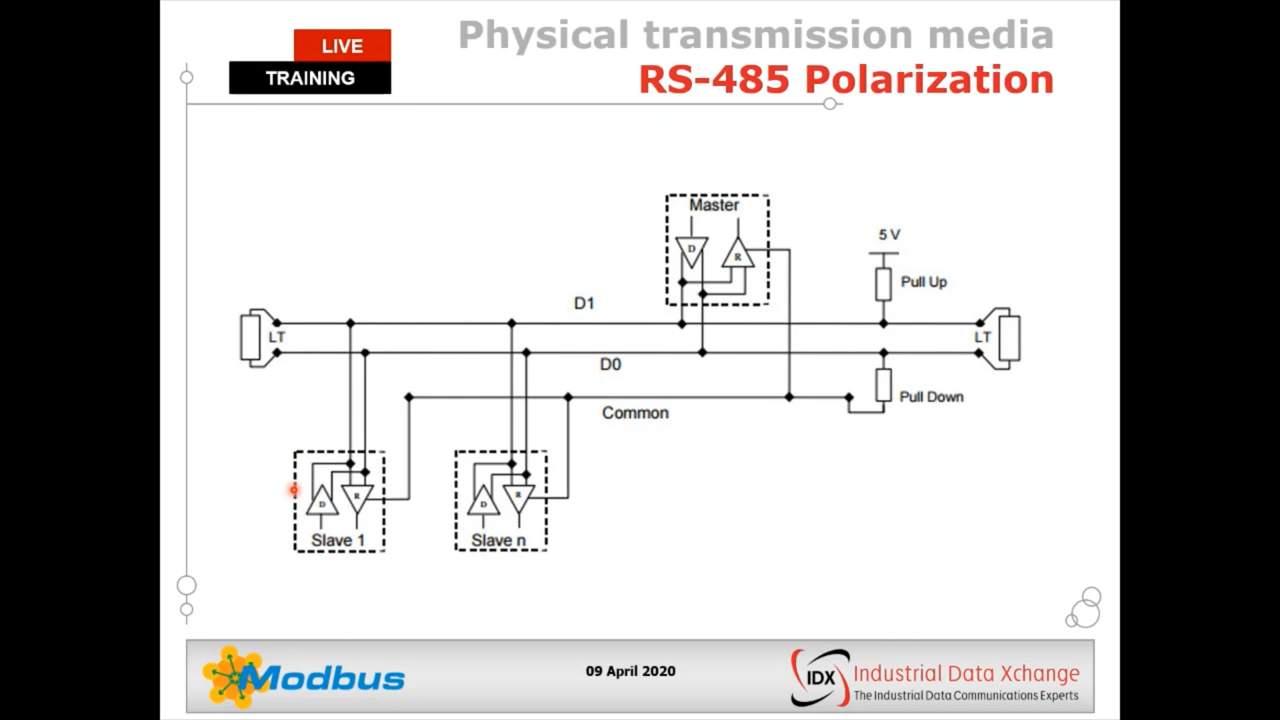 LIVE
TRAINING
Physical transmission media
RS-485 Polarization
Master
D
R
5 V
Pull Up
D1
LT
LT
D0
Pull Down
Common
D
R
Slave 1
D
R
Slave n
Modbus
09 April 2020
IDX
Industrial Data Xchange
The Industrial Data Communications Experts